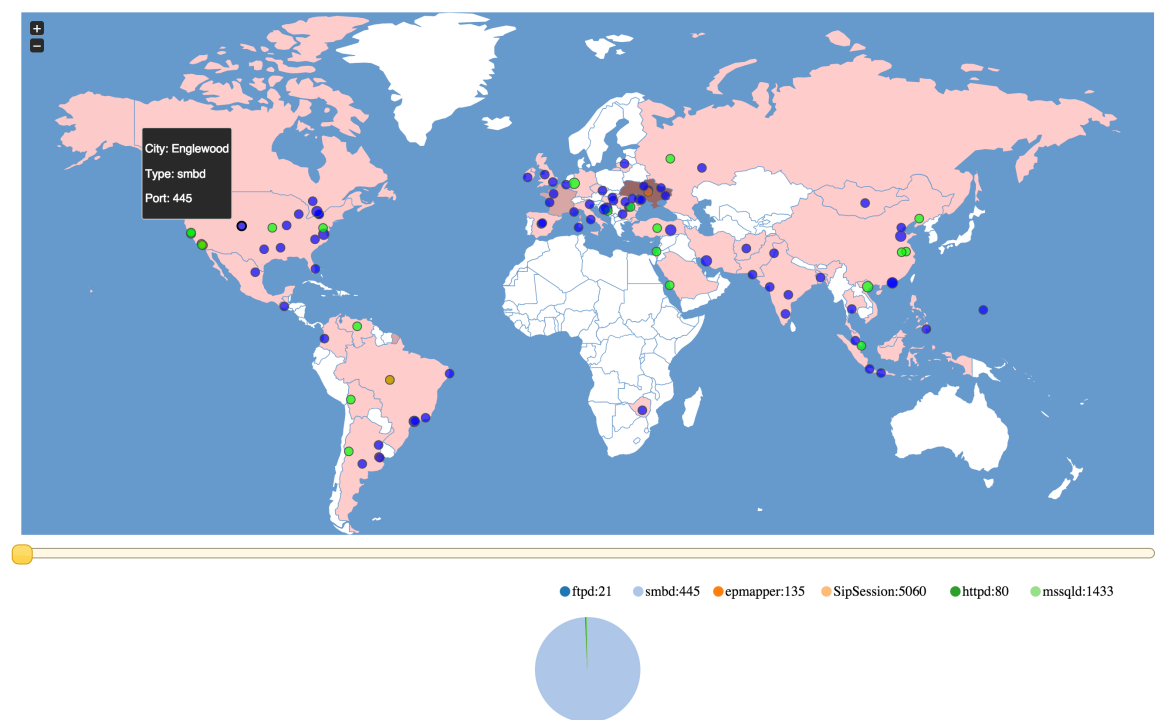 +
−
City: Englewood
Type: smbd
Port: 445
ftpd:21 smbd:445 epmapper:135 SipSession:5060 httpd:80 mssqld:1433